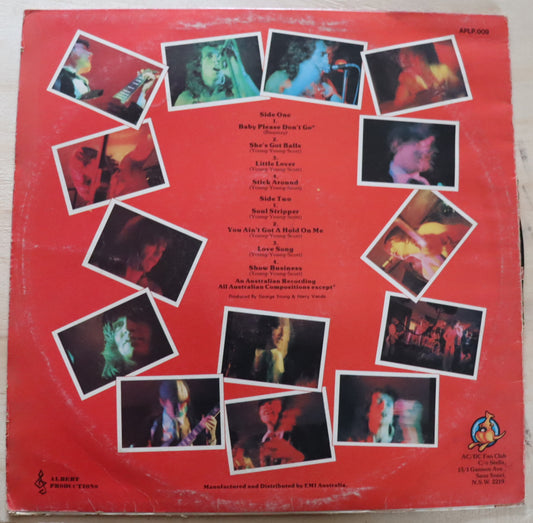 APLP.009
Side One
1.
Baby Please Don't Go*
2.
She's Got Balls
(Young-Young-Scott)
3.
Little Lover
(Young-Young-Scott)
4.
Stick Around
(Young-Young-Scott)
Side Two
1.
Soul Stripper
(Young-Young)
2.
You Ain't Got A Hold On Me
(Young-Young-Scott)
3.
Love Song
(Young-Young-Scott)
4.
Show Business
(Young-Young-Scott)
An Australian Recording
All Australian Compositions except*
Produced By George Young & Harry Vanda
ALBERT
PRODUCTIONS
Manufactured and Distributed by EMI Australia.
AC/DC Fan Club
C/o Stella,
Sans Souci,
N.S.W. 2219